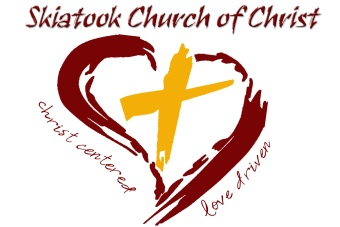 Skiatook Church of Christ
christ centered
love driven